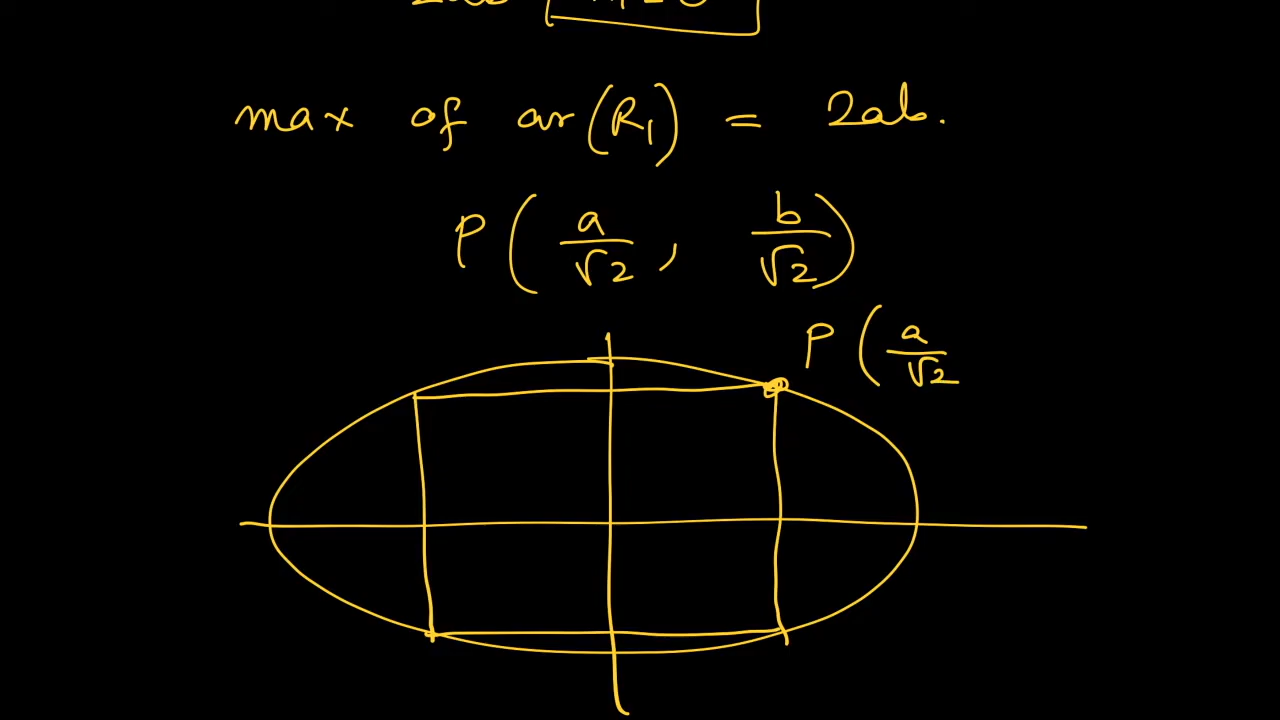 max of ar(R₁) = 2ab.
P(a/√2, b/√2)
P(a/√2